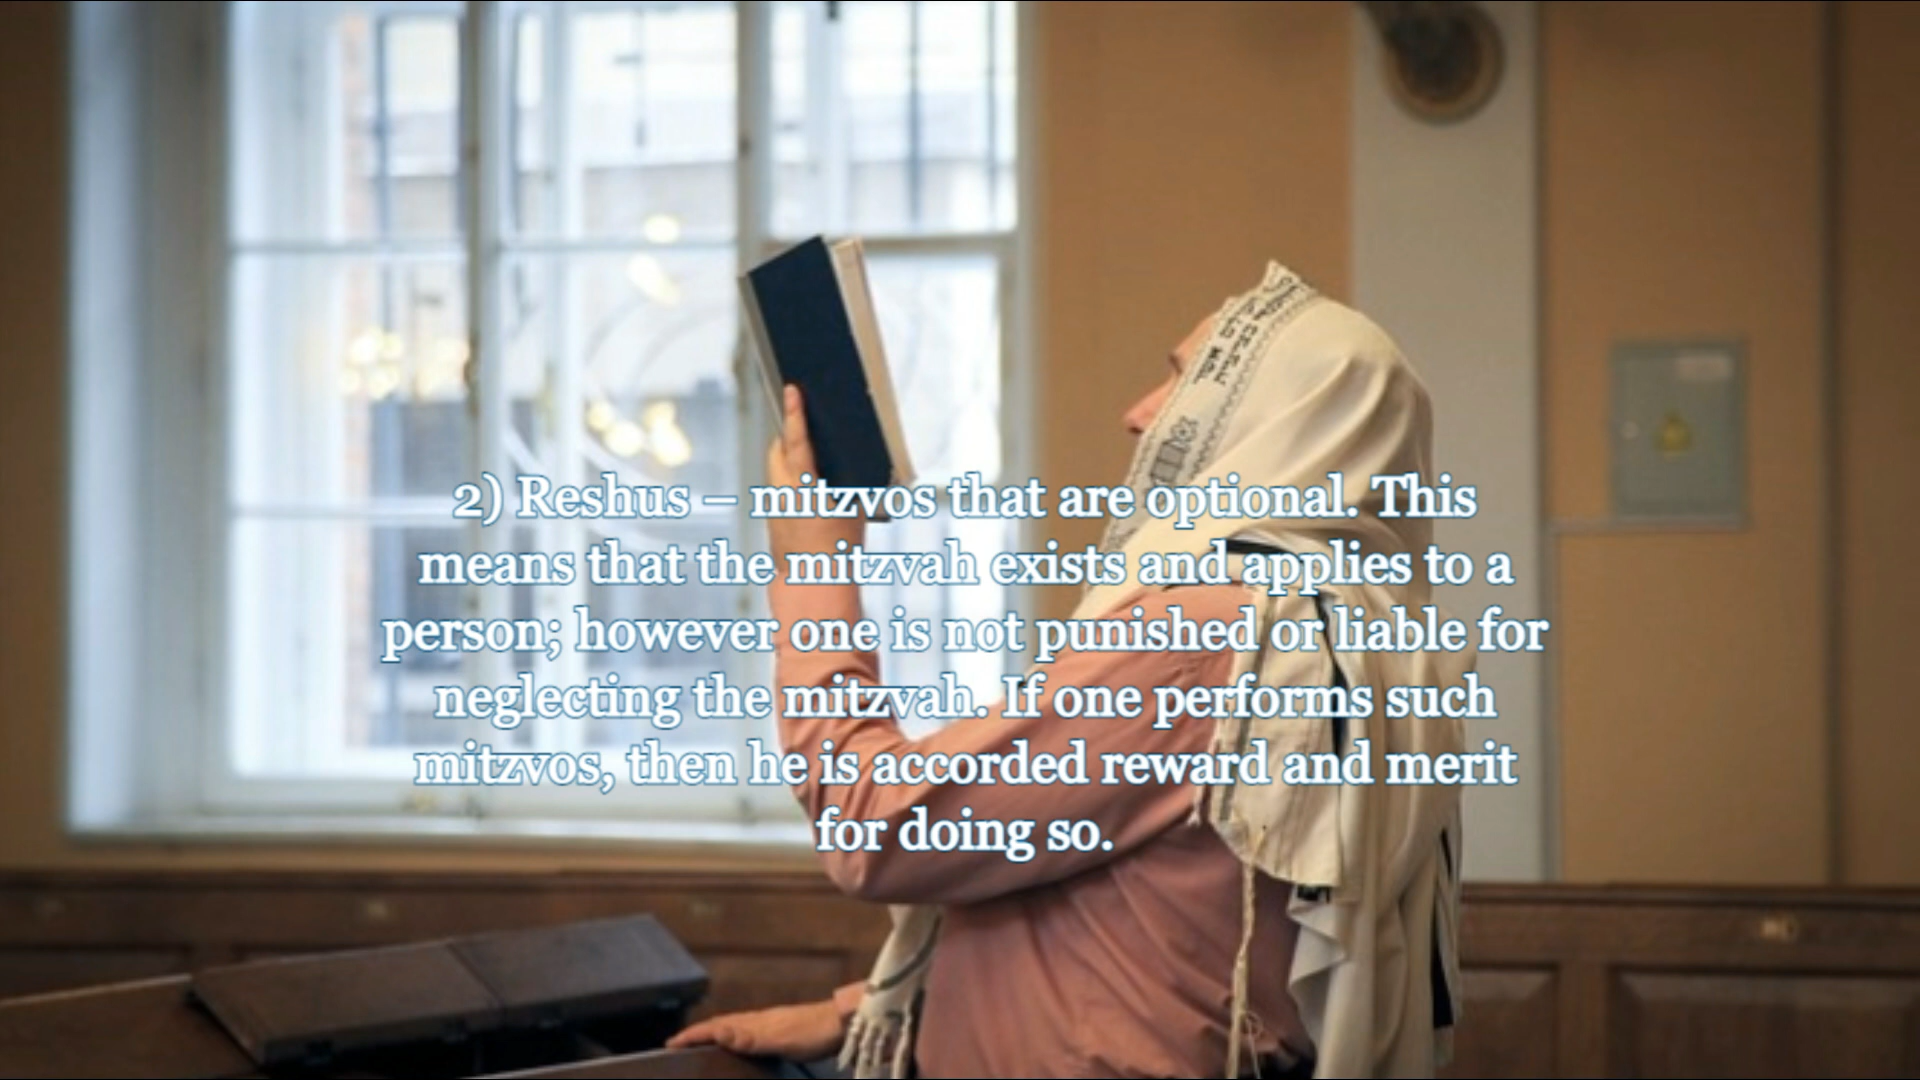 2) Reshus – mitzvos that are optional. This
means that the mitzvah exists and applies to a
person; however one is not punished or liable for
neglecting the mitzvah. If one performs such
mitzvos, then he is accorded reward and merit
for doing so.